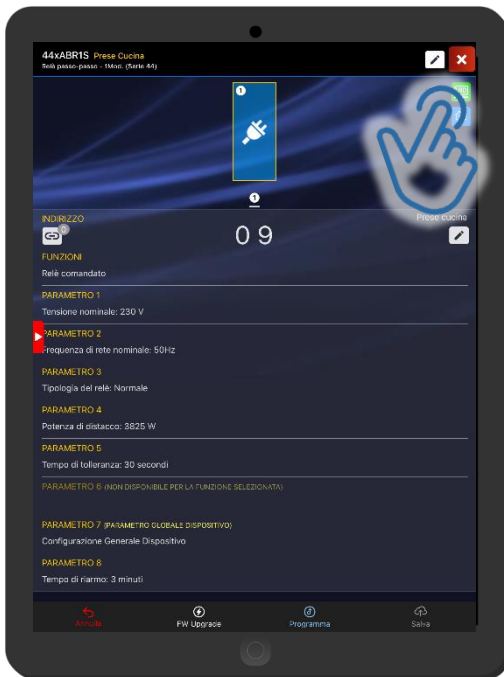 44xABR1S Prese Cucina
Relè passo-passo - 1Mod. (Serie 44)
1
1
INDIRIZZO
Prese cucina
0
09
FUNZIONI
Relè comandato
PARAMETRO 1
Tensione nominale: 230 V
PARAMETRO 2
Frequenza di rete nominale: 50Hz
PARAMETRO 3
Tipologia del relè: Normale
PARAMETRO 4
Potenza di distacco: 3825 W
PARAMETRO 5
Tempo di tolleranza: 30 secondi
PARAMETRO 6 (NON DISPONIBILE PER LA FUNZIONE SELEZIONATA)
PARAMETRO 7 (PARAMETRO GLOBALE DISPOSITIVO)
Configurazione Generale Dispositivo
PARAMETRO 8
Tempo di riarmo: 3 minuti
Annulla
FW Upgrade
Programma
Salva